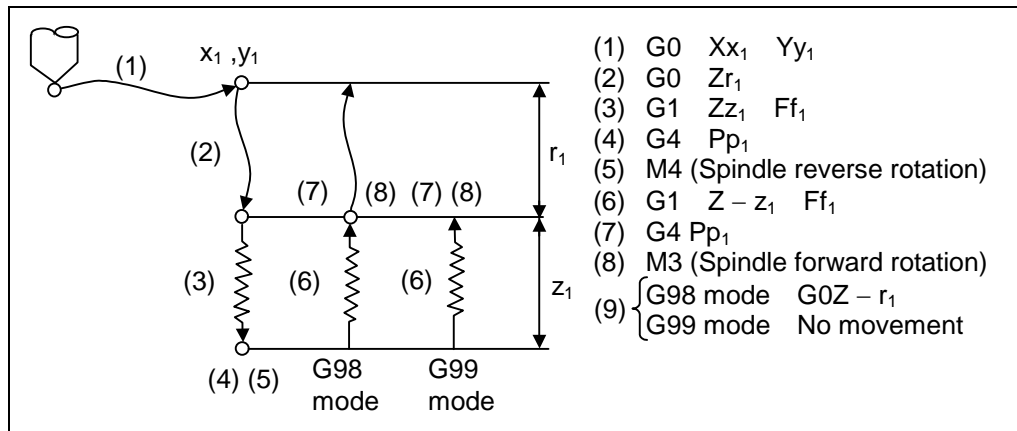 (1)
x₁ ,y₁
(2)
(7)
(8)
(7) (8)
r₁
(3)
(6)
(6)
z₁
(4) (5)
G98
mode
G99
mode
(1) G0 Xx₁ Yy₁
(2) G0 Zr₁
(3) G1 Zz₁ Ff₁
(4) G4 Pp₁
(5) M4 (Spindle reverse rotation)
(6) G1 Z – z₁ Ff₁
(7) G4 Pp₁
(8) M3 (Spindle forward rotation)
(9) G98 mode G0Z – r₁
G99 mode No movement